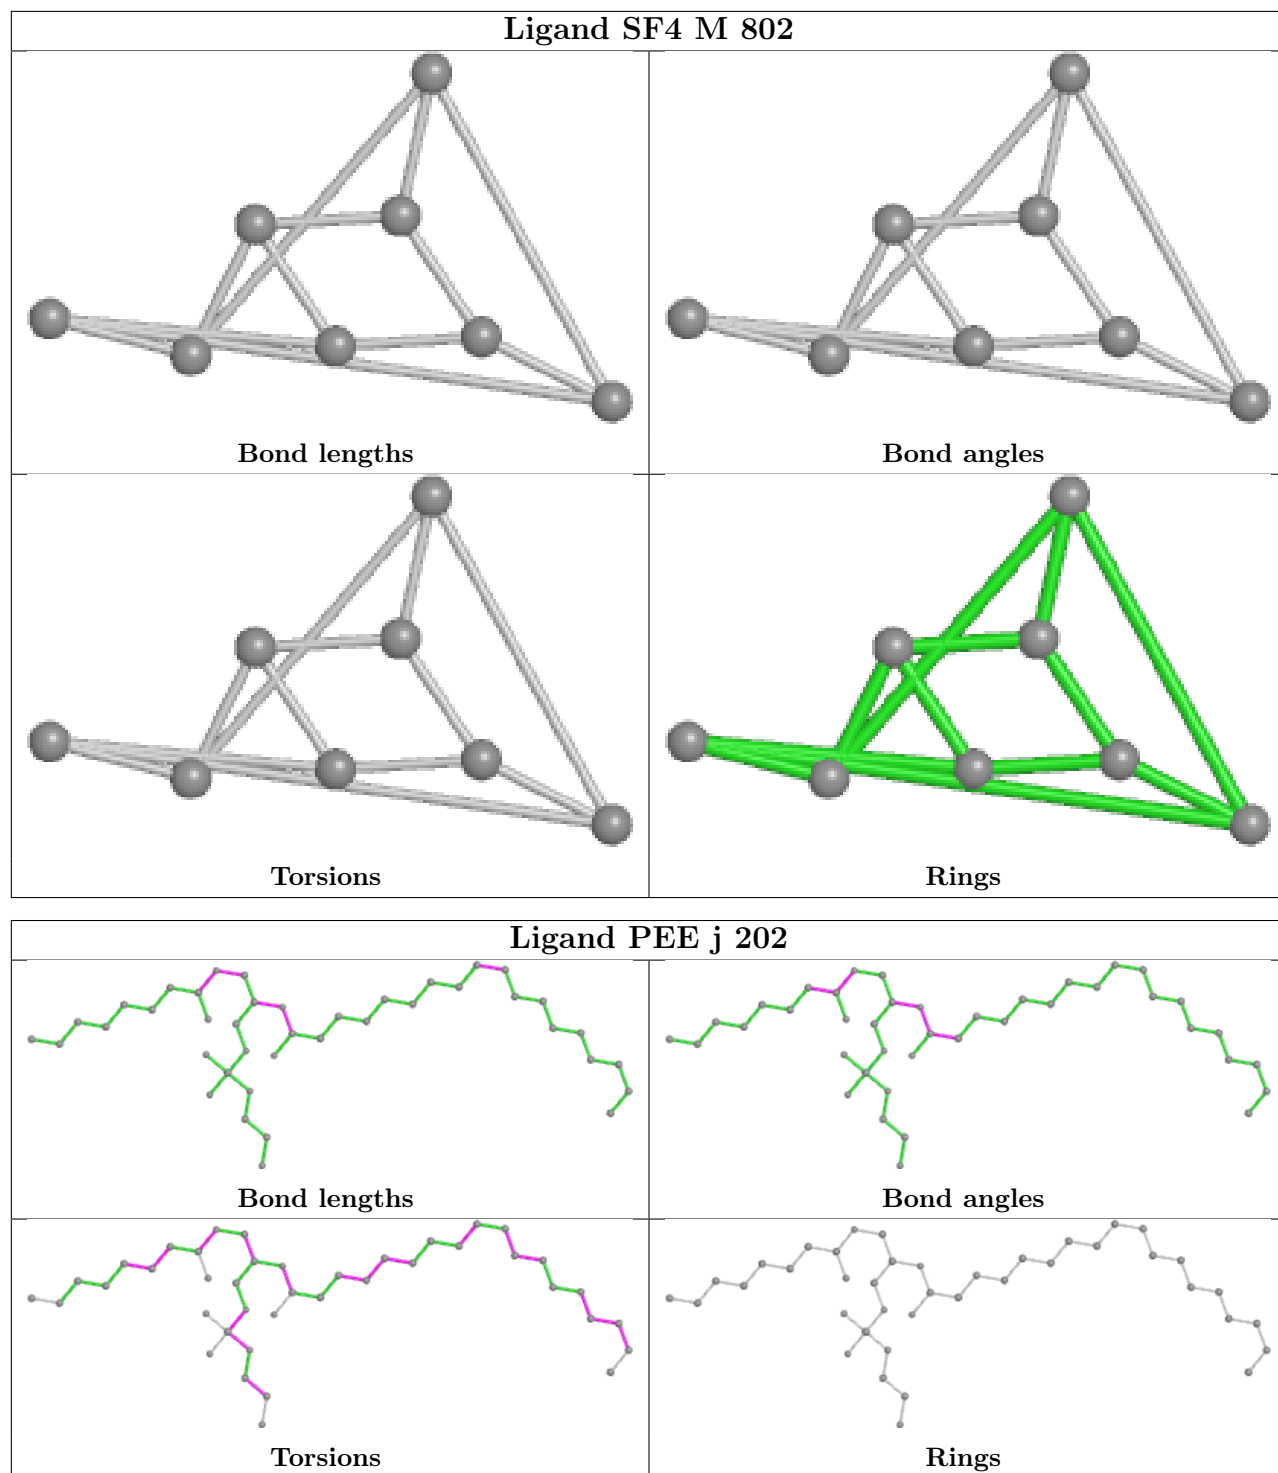 Ligand SF4 M 802
Bond lengths
Bond angles
Torsions
Rings
Ligand PEE j 202
Bond lengths
Bond angles
Torsions
Rings